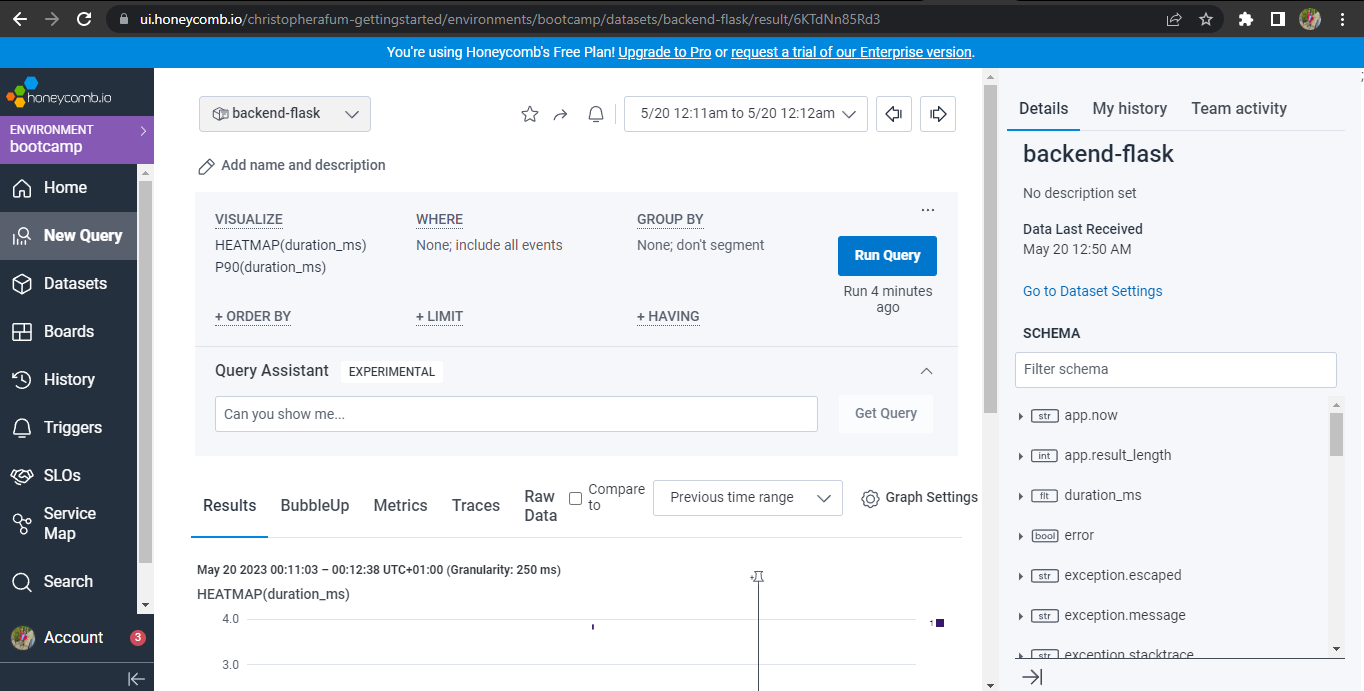 ui.honeycomb.io/christopherafum-gettingstarted/environments/bootcamp/datasets/backend-flask/result/6KTdNn85Rd3
You're using Honeycomb's Free Plan! Upgrade to Pro or request a trial of our Enterprise version.
honeycomb.io
ENVIRONMENT
bootcamp
Home
New Query
Datasets
Boards
History
Triggers
SLOs
Service
Map
Search
Account 3
backend-flask
5/20 12:11am to 5/20 12:12am
Add name and description
VISUALIZE
HEATMAP(duration_ms)
P90(duration_ms)
WHERE
None; include all events
GROUP BY
None; don't segment
...
Run Query
Run 4 minutes
ago
+ ORDER BY
+ LIMIT
+ HAVING
Query Assistant EXPERIMENTAL
Can you show me...
Get Query
Results
BubbleUp
Metrics
Traces
Raw
Data
Compare
to
Previous time range
Graph Settings
May 20 2023 00:11:03 – 00:12:38 UTC+01:00 (Granularity: 250 ms)
HEATMAP(duration_ms)
4.0
1
3.0
Details
My history
Team activity
backend-flask
No description set
Data Last Received
May 20 12:50 AM
Go to Dataset Settings
SCHEMA
Filter schema
str app.now
int app.result_length
flt duration_ms
bool error
str exception.escaped
str exception.message
str exception.stacktrace